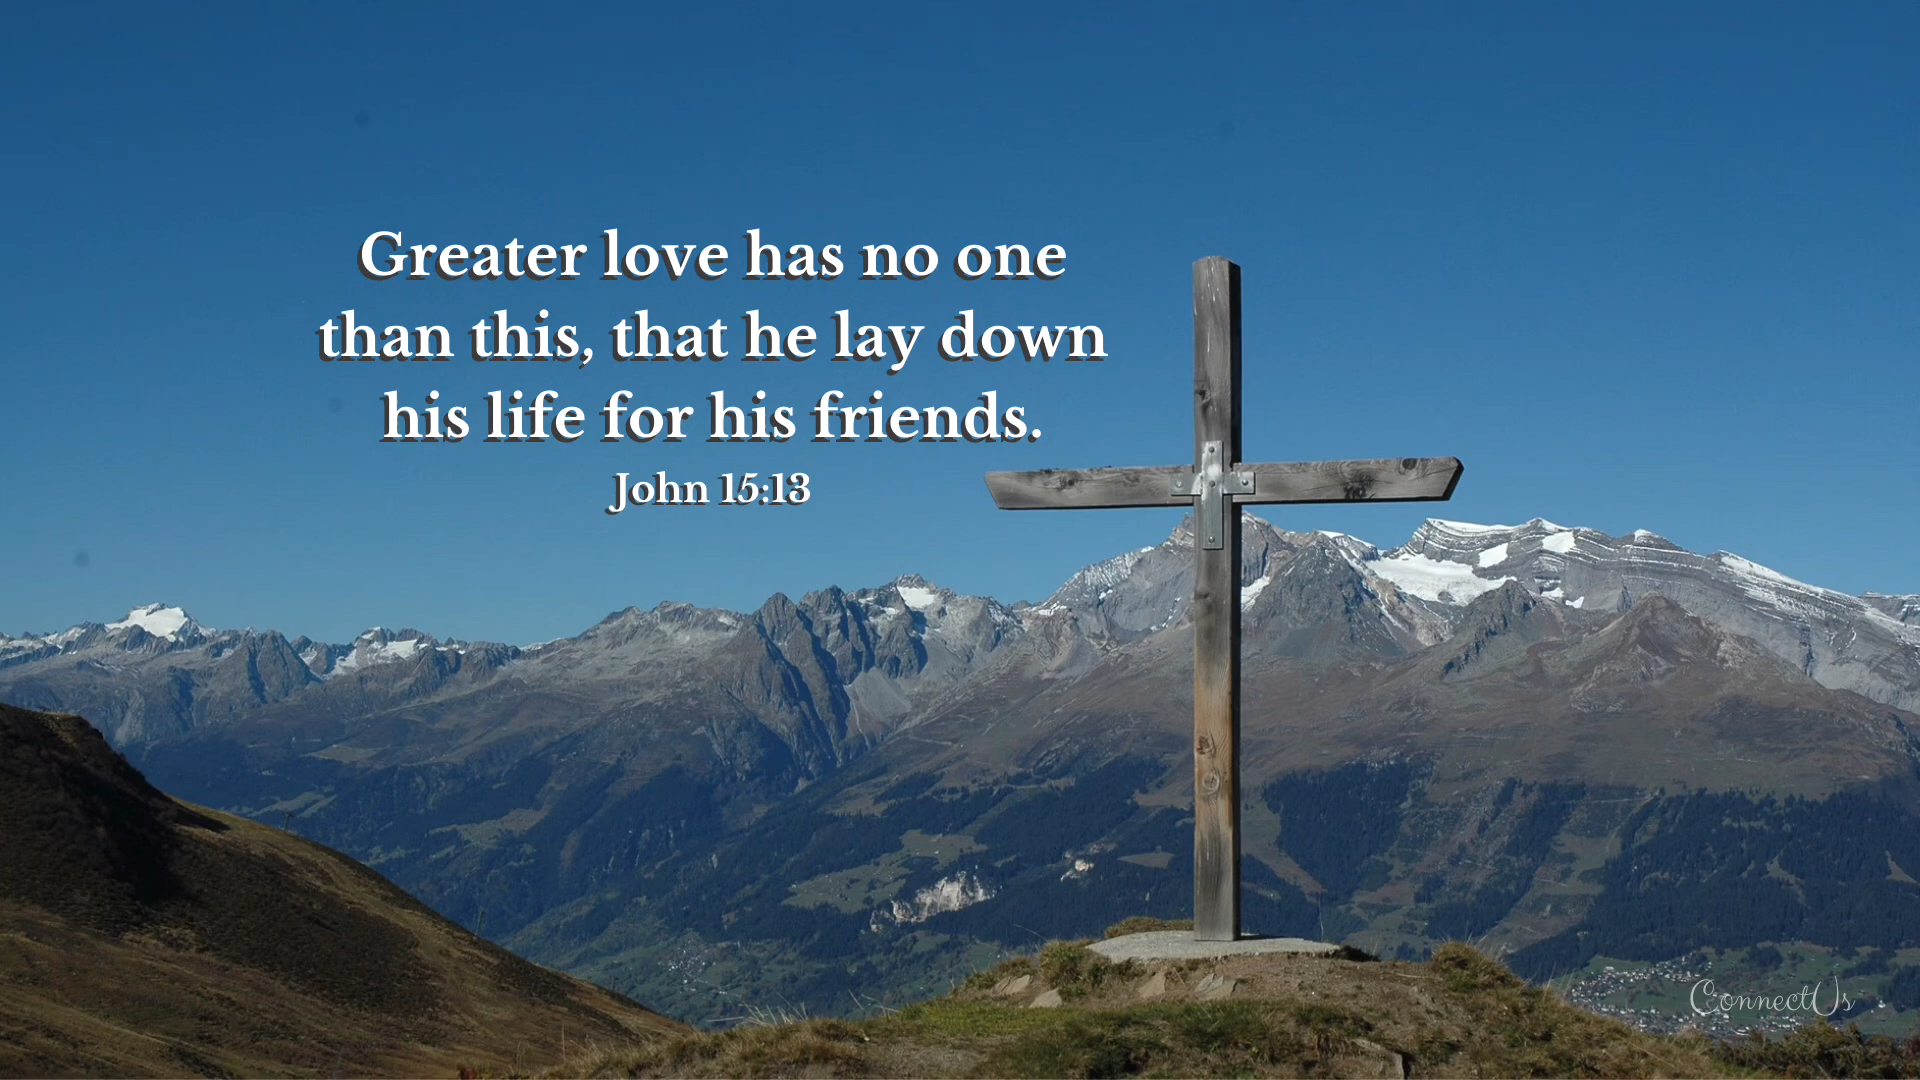 Greater love has no one
than this, that he lay down
his life for his friends.
John 15:13
ConnectUs